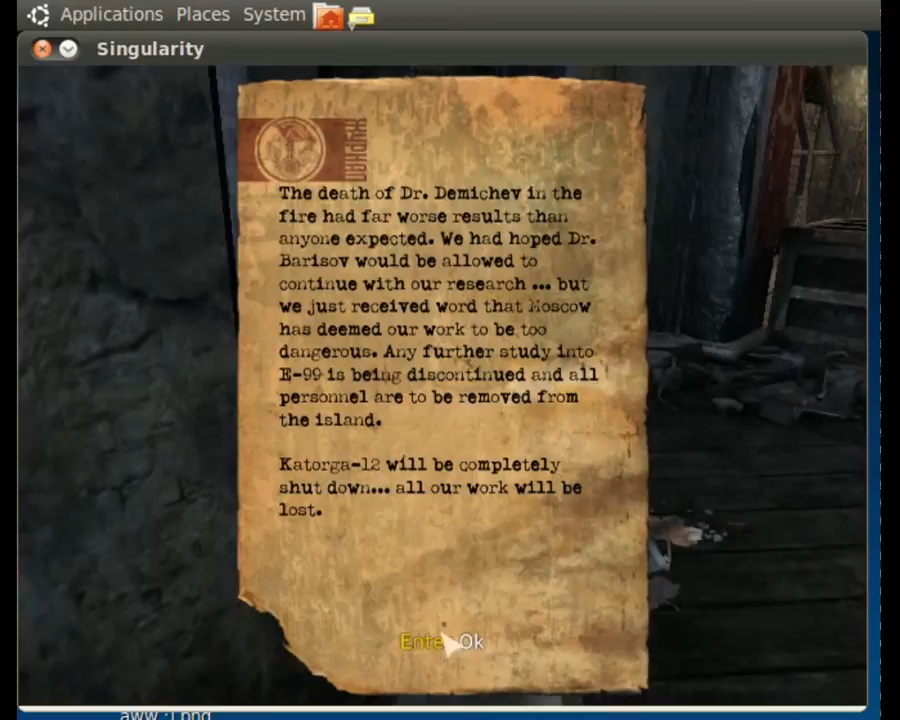 Applications Places System
Singularity
The death of Dr. Demichev in the
fire had far worse results than
anyone expected. We had hoped Dr.
Barisov would be allowed to
continue with our research ... but
we just received word that Moscow
has deemed our work to be too
dangerous. Any further study into
E-99 is being discontinued and all
personnel are to be removed from
the island.
Katorga-12 will be completely
shut down... all our work will be
lost.
Ok